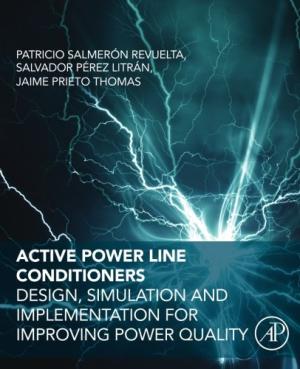 PATRICIO SALMERÓN REVUELTA,
SALVADOR PÉREZ LITRÁN,
JAIME PRIETO THOMAS
ACTIVE POWER LINE
CONDITIONERS
DESIGN, SIMULATION AND
IMPLEMENTATION FOR
IMPROVING POWER QUALITY
AP